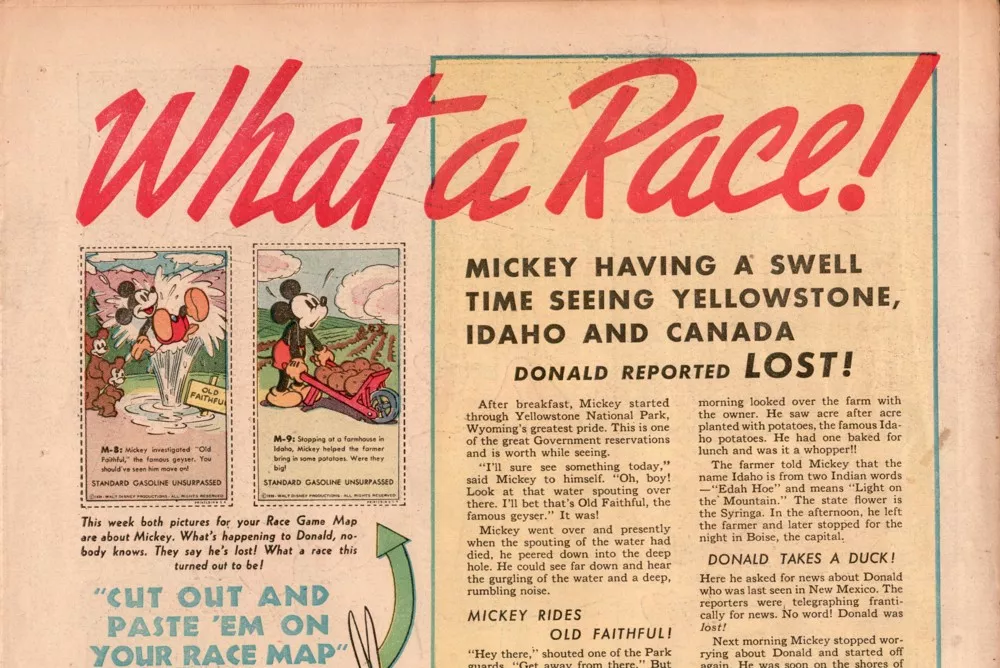 What a Race!
OLD
FAITHFUL
M-8: Mickey investigated "Old
Faithful," the famous geyser. You
should've seen him move on!
STANDARD GASOLINE UNSURPASSED
M-9: Stopping at a farmhouse in
Idaho, Mickey helped the farmer
bring in some potatoes. Were they
big!
STANDARD GASOLINE UNSURPASSED
This week both pictures for your Race Game Map
are about Mickey. What's happening to Donald, no-
body knows. They say he's lost! What a race this
turned out to be!
"CUT OUT AND
PASTE 'EM ON
YOUR RACE MAP"
MICKEY HAVING A SWELL
TIME SEEING YELLOWSTONE,
IDAHO AND CANADA
DONALD REPORTED LOST!
After breakfast, Mickey started
through Yellowstone National Park,
Wyoming's greatest pride. This is one
of the great Government reservations
and is worth while seeing.
"I'll sure see something today,"
said Mickey to himself. "Oh, boy!
Look at that water spouting over
there. I'll bet that's Old Faithful, the
famous geyser." It was!
Mickey went over and presently
when the spouting of the water had
died, he peered down into the deep
hole. He could see far down and hear
the gurgling of the water and a deep,
rumbling noise.
MICKEY RIDES
OLD FAITHFUL!
"Hey there," shouted one of the Park
guards. "Get away from there." But
morning looked over the farm with
the owner. He saw acre after acre
planted with potatoes, the famous Ida-
ho potatoes. He had one baked for
lunch and was it a whopper!!
The farmer told Mickey that the
name Idaho is from two Indian words
—"Edah Hoe" and means "Light on
the Mountain." The state flower is
the Syringa. In the afternoon, he left
the farmer and later stopped for the
night in Boise, the capital.
DONALD TAKES A DUCK!
Here he asked for news about Donald
who was last seen in New Mexico. The
reporters were telegraphing franti-
cally for news. No word! Donald was
lost!
Next morning Mickey stopped wor-
rying about Donald and started off
again. He was soon on the shores of